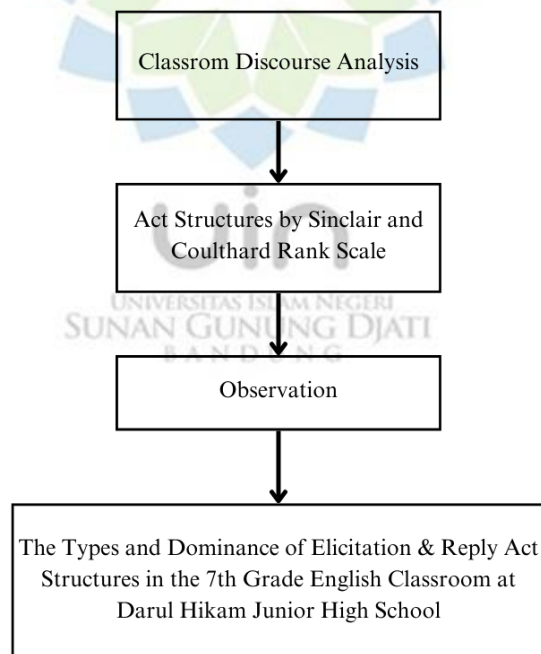 Classrom Discourse Analysis
Act Structures by Sinclair and
Coulthard Rank Scale
uin
UNIVERSITAS ISLAM NEGERI
SUNAN GUNUNG DJATI
BANDUNG
Observation
The Types and Dominance of Elicitation & Reply Act
Structures in the 7th Grade English Classroom at
Darul Hikam Junior High School